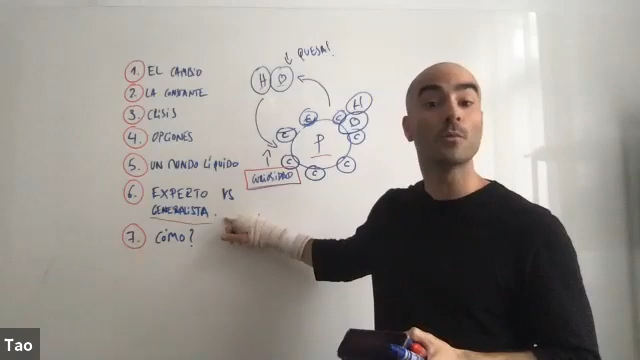 1. EL CAMBIO
2. LA CONSTANTE
3. CRISIS
4. OPCIONES
5. UN MUNDO LÍQUIDO
6. EXPERTO VS
GENERALISTA.
7. CÓMO?
↓ QUEJA!
H O
H
O
C
C
P
C
C
C
CURIOSIDAD
Tao